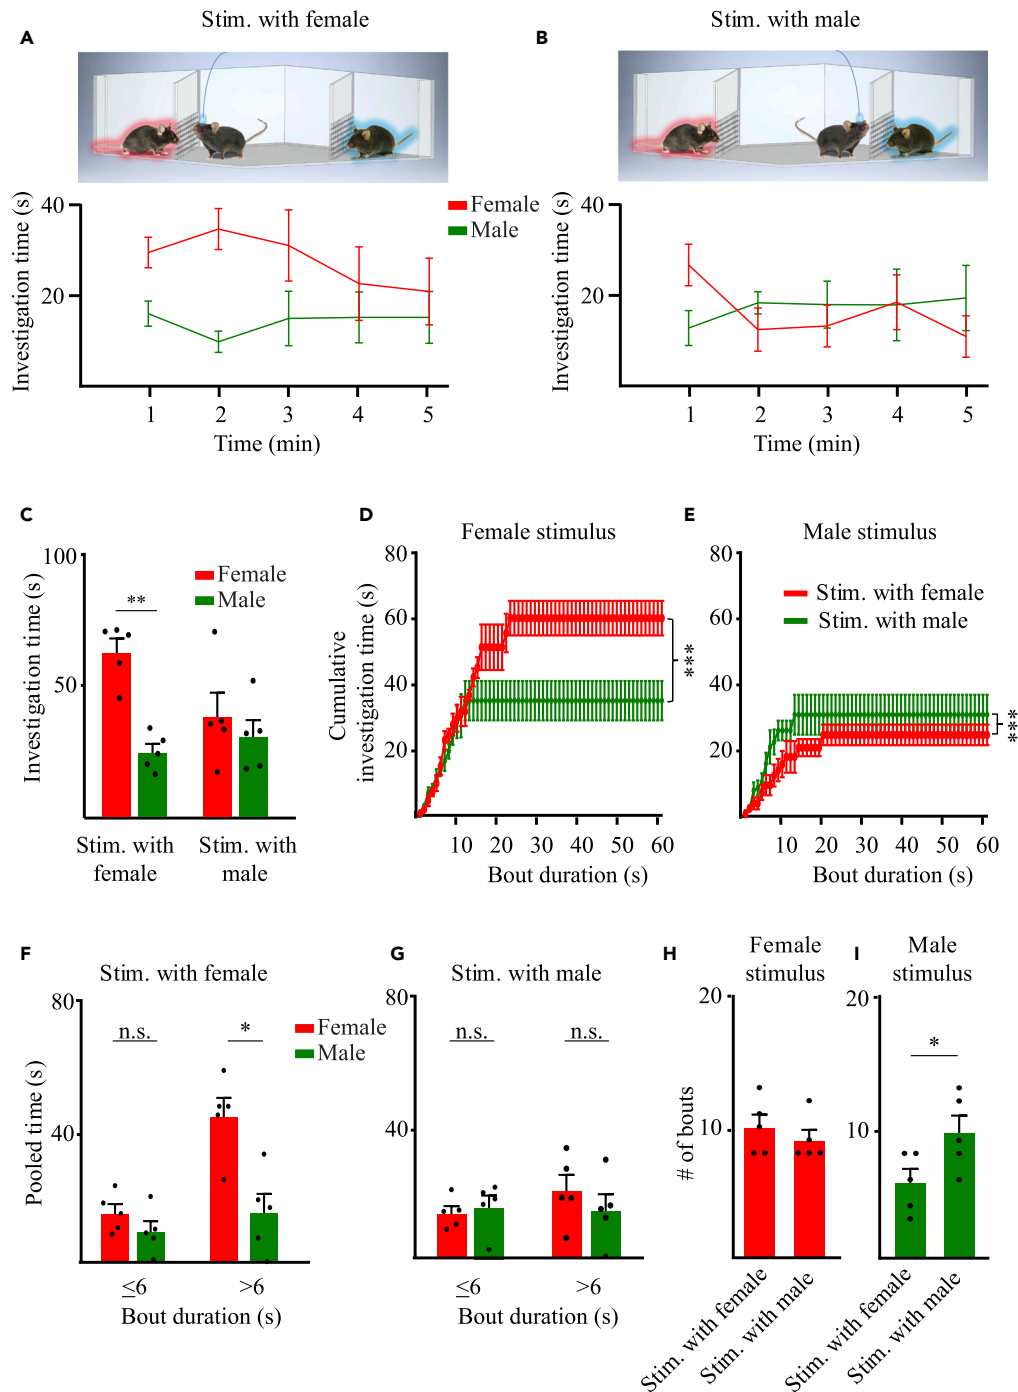 A
Stim. with female
Investigation time (s)
40
20
1 2 3 4 5
Time (min)
Female
Male
B
Stim. with male
Investigation time (s)
40
20
1 2 3 4 5
Time (min)
C
Investigation time (s)
100
50
**
Female
Male
Stim. with
female
Stim. with
male
D
Female stimulus
Cumulative
investigation time (s)
80
60
40
20
***
10 20 30 40 50 60
Bout duration (s)
E
Male stimulus
80
60
40
20
Stim. with female
Stim. with male
***
10 20 30 40 50 60
Bout duration (s)
F
Stim. with female
Pooled time (s)
80
40
n.s.
*
Female
Male
≤6 >6
Bout duration (s)
G
Stim. with male
80
40
n.s.
n.s.
≤6 >6
Bout duration (s)
H
Female
stimulus
# of bouts
20
10
Stim. with female
Stim. with male
I
Male
stimulus
20
10
*
Stim. with female
Stim. with male